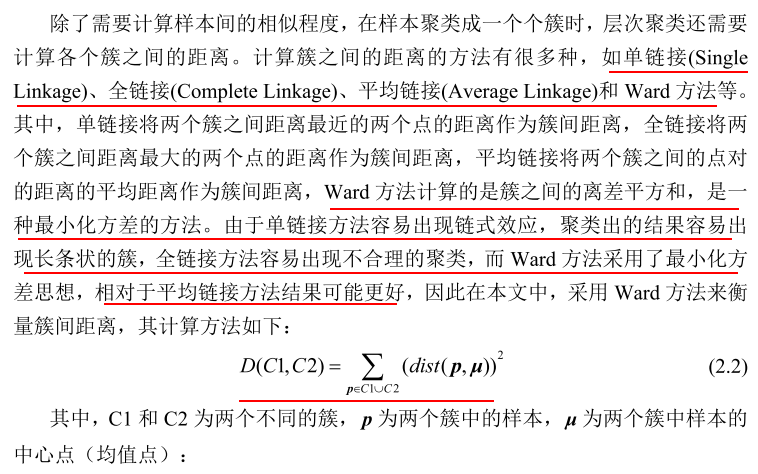 除了需要计算样本间的相似程度，在样本聚类成一个个簇时，层次聚类还需要
计算各个簇之间的距离。计算簇之间的距离的方法有很多种，如单链接(Single
Linkage)、全链接(Complete Linkage)、平均链接(Average Linkage)和 Ward 方法等。
其中，单链接将两个簇之间距离最近的两个点的距离作为簇间距离，全链接将两
个簇之间距离最大的两个点的距离作为簇间距离，平均链接将两个簇之间的点对
的距离的平均距离作为簇间距离，Ward 方法计算的是簇之间的离差平方和，是一
种最小化方差的方法。由于单链接方法容易出现链式效应，聚类出的结果容易出
现长条状的簇，全链接方法容易出现不合理的聚类，而 Ward 方法采用了最小化方
差思想，相对于平均链接方法结果可能更好，因此在本文中，采用 Ward 方法来衡
量簇间距离，其计算方法如下：
D(C1,C2) = ∑_{p∈C1∪C2} (dist(p,μ))² (2.2)
其中，C1 和 C2 为两个不同的簇，p 为两个簇中的样本，μ 为两个簇中样本的
中心点（均值点）：